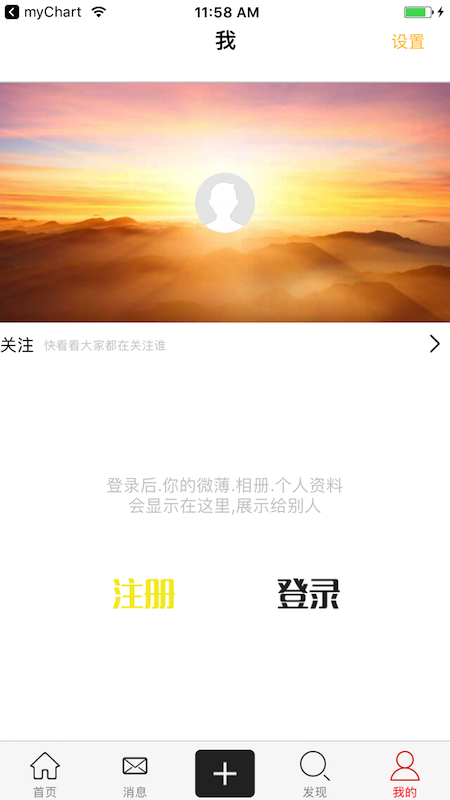 myChart
11:58 AM
我
设置
关注 快看看大家都在关注谁
登录后.你的微薄.相册.个人资料
会显示在这里,展示给别人
注册 登录
首页 消息 发现 我的